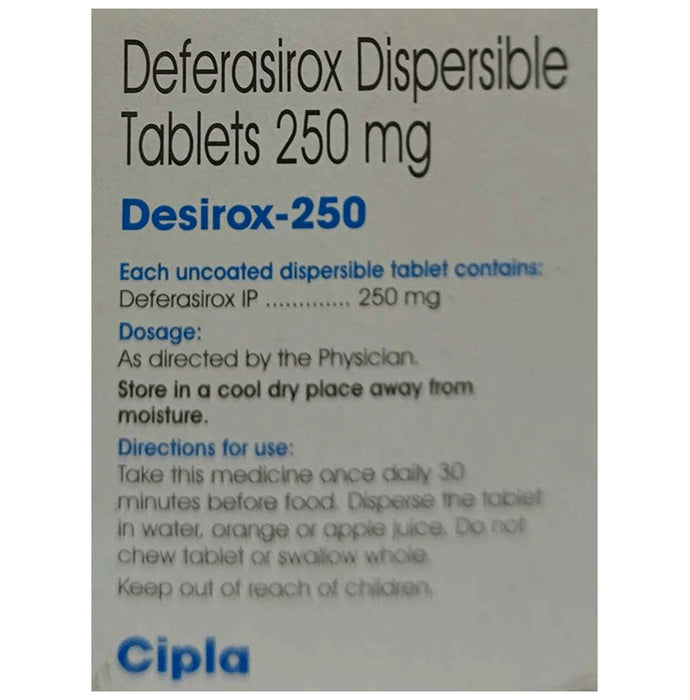 Deferasirox Dispersible
Tablets 250 mg
Desirox-250
Each uncoated dispersible tablet contains:
Deferasirox IP ............. 250 mg
Dosage:
As directed by the Physician.
Store in a cool dry place away from
moisture.
Directions for use:
Take this medicine once daily 30
minutes before food. Disperse the tablet
in water, orange or apple juice. Do not
chew tablet or swallow whole.
Keep out of reach of children.
Cipla